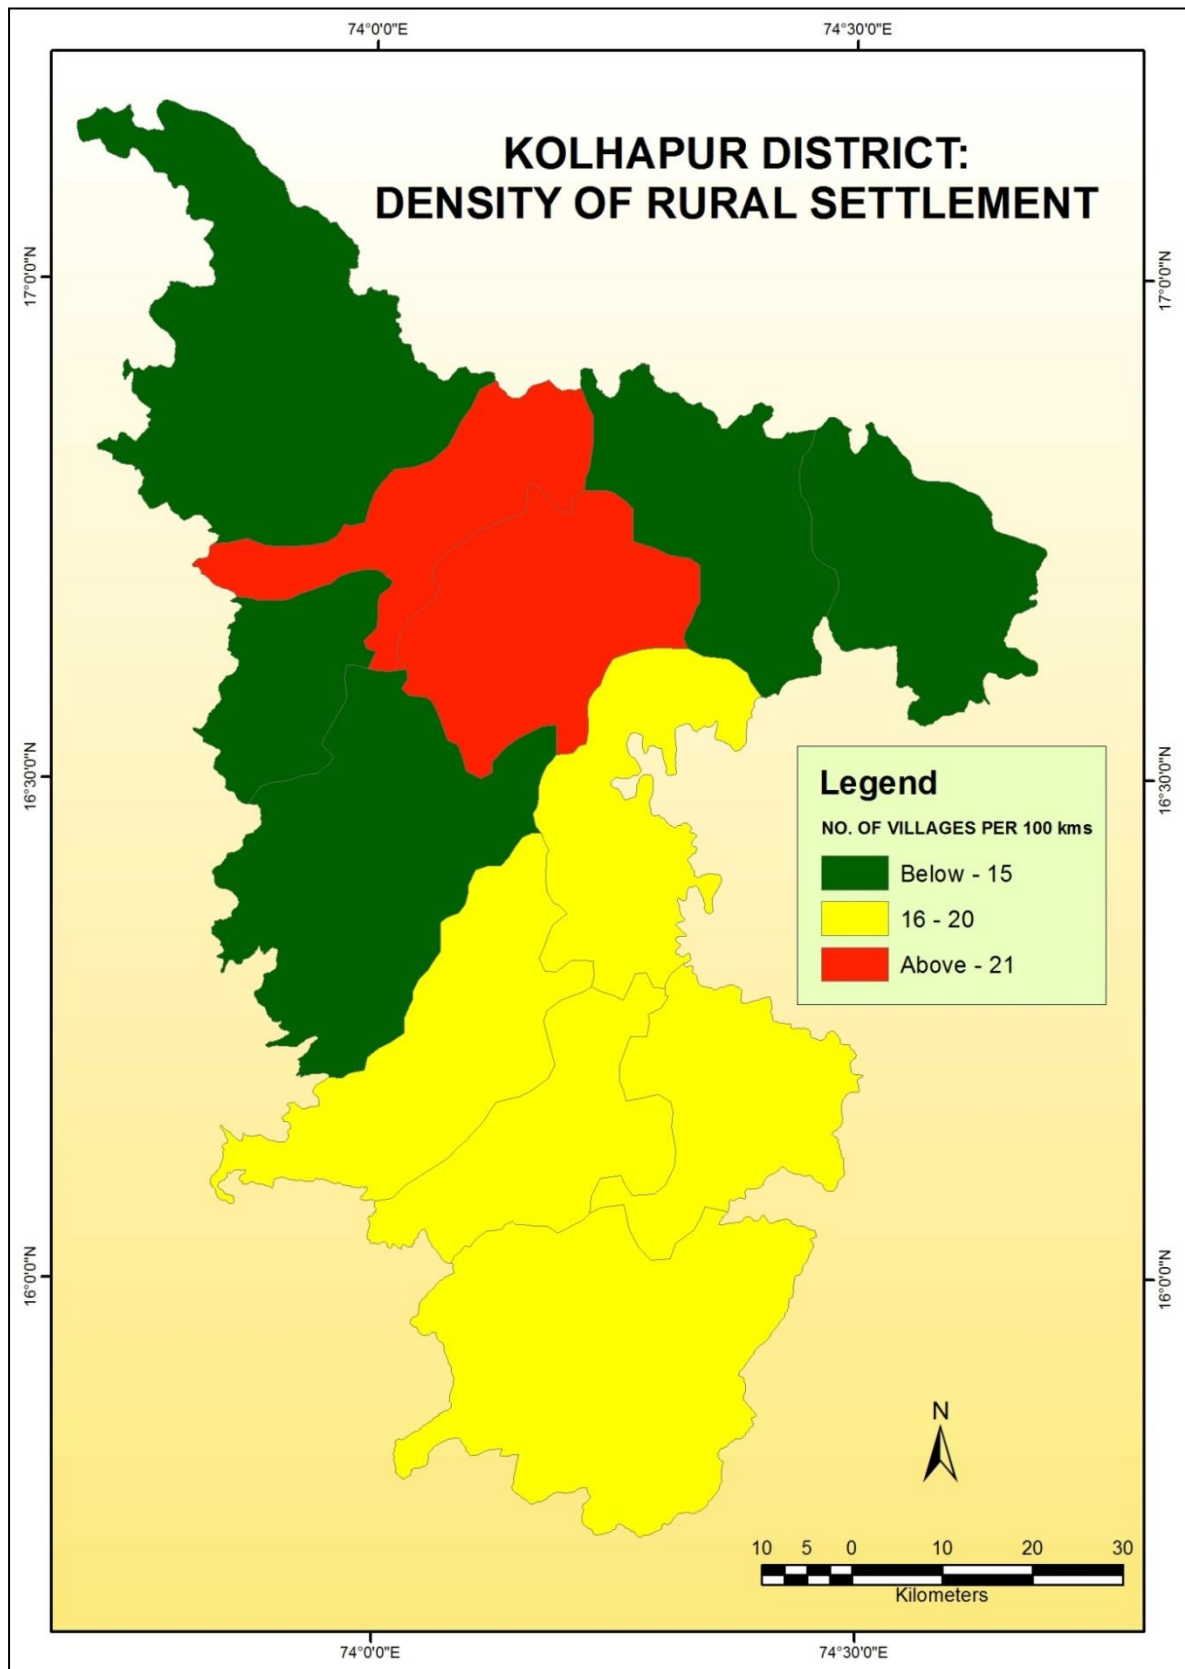 74°0'0"E 74°30'0"E
KOLHAPUR DISTRICT:
DENSITY OF RURAL SETTLEMENT
17°0'0"N 17°0'0"N
16°30'0"N 16°30'0"N
Legend
NO. OF VILLAGES PER 100 kms
Below - 15
16 - 20
Above - 21
16°0'0"N 16°0'0"N
N
10 5 0 10 20 30
Kilometers
74°0'0"E 74°30'0"E